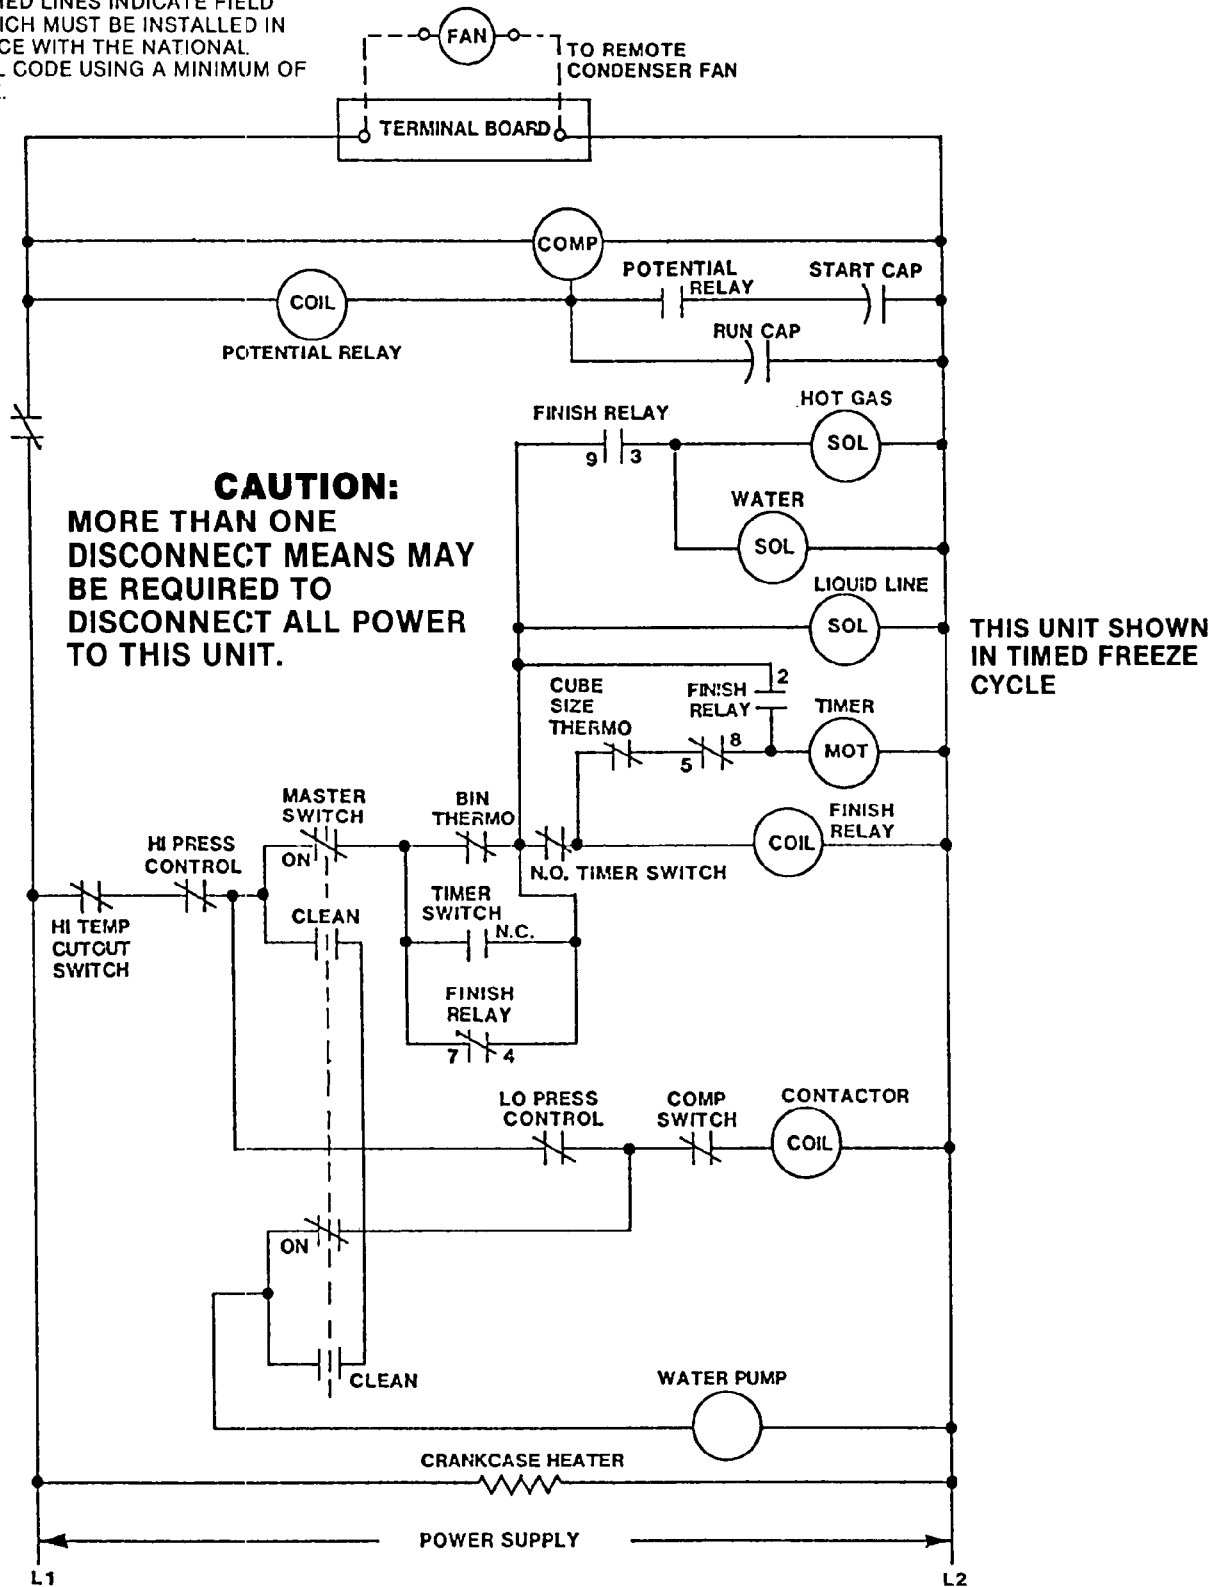 LINES INDICATE FIELD
MUST BE INSTALLED IN
WITH THE NATIONAL
CODE USING A MINIMUM OF
FAN
TO REMOTE
CONDENSER FAN
TERMINAL BOARD
COMP
POTENTIAL
RELAY
START CAP
COIL
POTENTIAL RELAY
RUN CAP
HOT GAS
FINISH RELAY
9 3
SOL
CAUTION:
MORE THAN ONE
DISCONNECT MEANS MAY
BE REQUIRED TO
DISCONNECT ALL POWER
TO THIS UNIT.
WATER
SOL
LIQUID LINE
SOL
THIS UNIT SHOWN
IN TIMED FREEZE
CYCLE
CUBE
SIZE
THERMO
FINISH
RELAY
2
5 8
TIMER
MOT
MASTER
SWITCH
ON
BIN
THERMO
FINISH
RELAY
COIL
N.O. TIMER SWITCH
HI PRESS
CONTROL
HI TEMP
CUTOUT
SWITCH
CLEAN
TIMER
SWITCH
N.C.
FINISH
RELAY
7 4
LO PRESS
CONTROL
COMP
SWITCH
CONTACTOR
COIL
ON
CLEAN
WATER PUMP
CRANKCASE HEATER
POWER SUPPLY
L1 L2